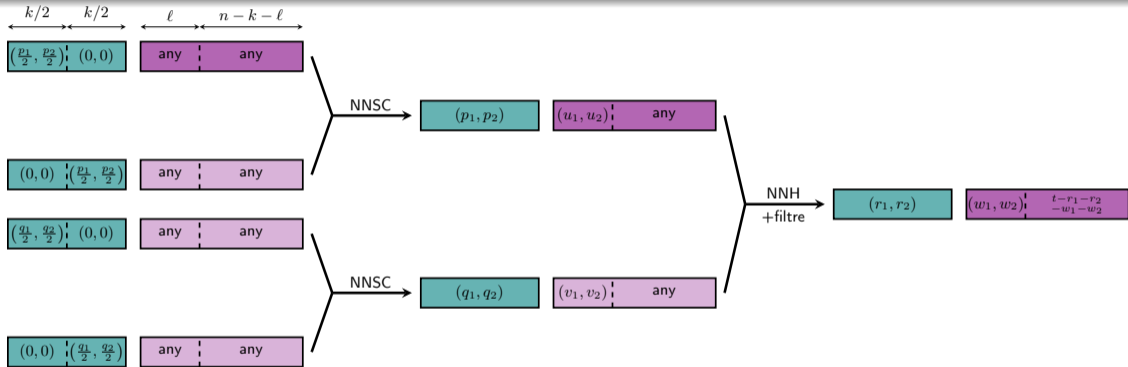 k/2 k/2 ℓ n − k − ℓ
(p₁/2, p₂/2) (0, 0) any any
NNSC
(p₁, p₂) (u₁, u₂) any
(0, 0) (p₁/2, p₂/2) any any
NNH
+filtre
(r₁, r₂) (w₁, w₂) t−r₁−r₂
−w₁−w₂
(q₁/2, q₂/2) (0, 0) any any
NNSC
(q₁, q₂) (v₁, v₂) any
(0, 0) (q₁/2, q₂/2) any any